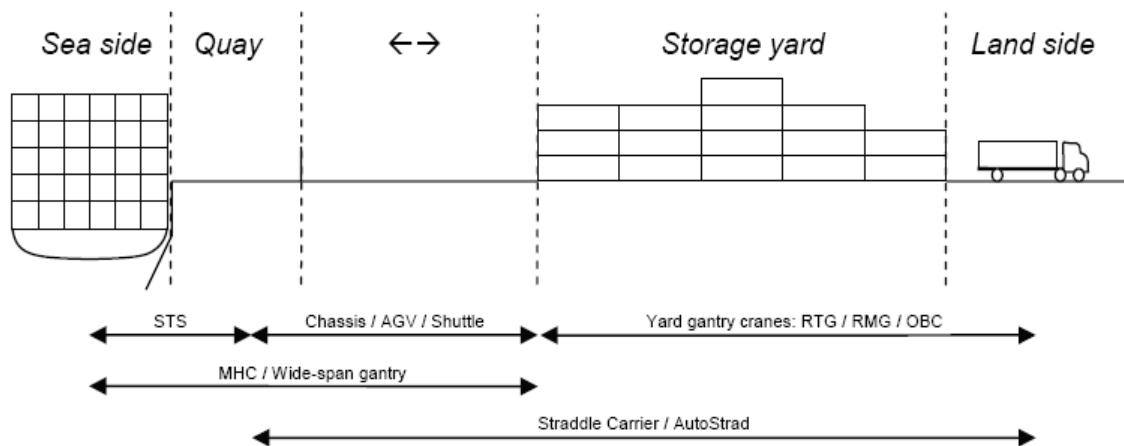 Sea side
Quay
←→
Storage yard
Land side
STS
Chassis / AGV / Shuttle
Yard gantry cranes: RTG / RMG / OBC
MHC / Wide-span gantry
Straddle Carrier / AutoStrad